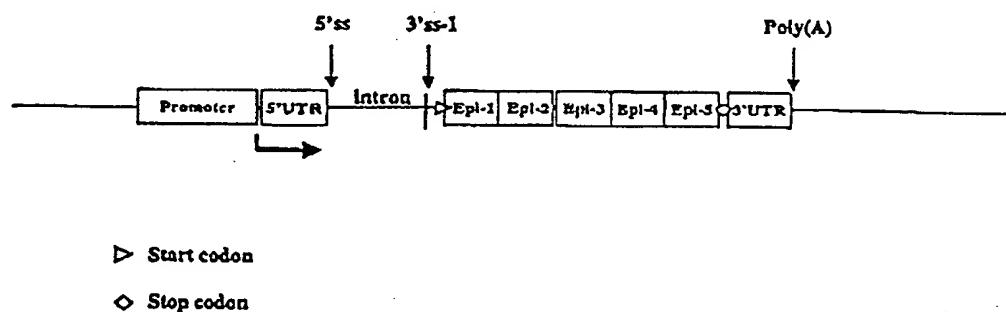 5'ss 3'ss-1 Poly(A)
Promoter 5'UTR Intron Epi-1 Epi-2 Epi-3 Epi-4 Epi-5 3'UTR
Start codon
Stop codon